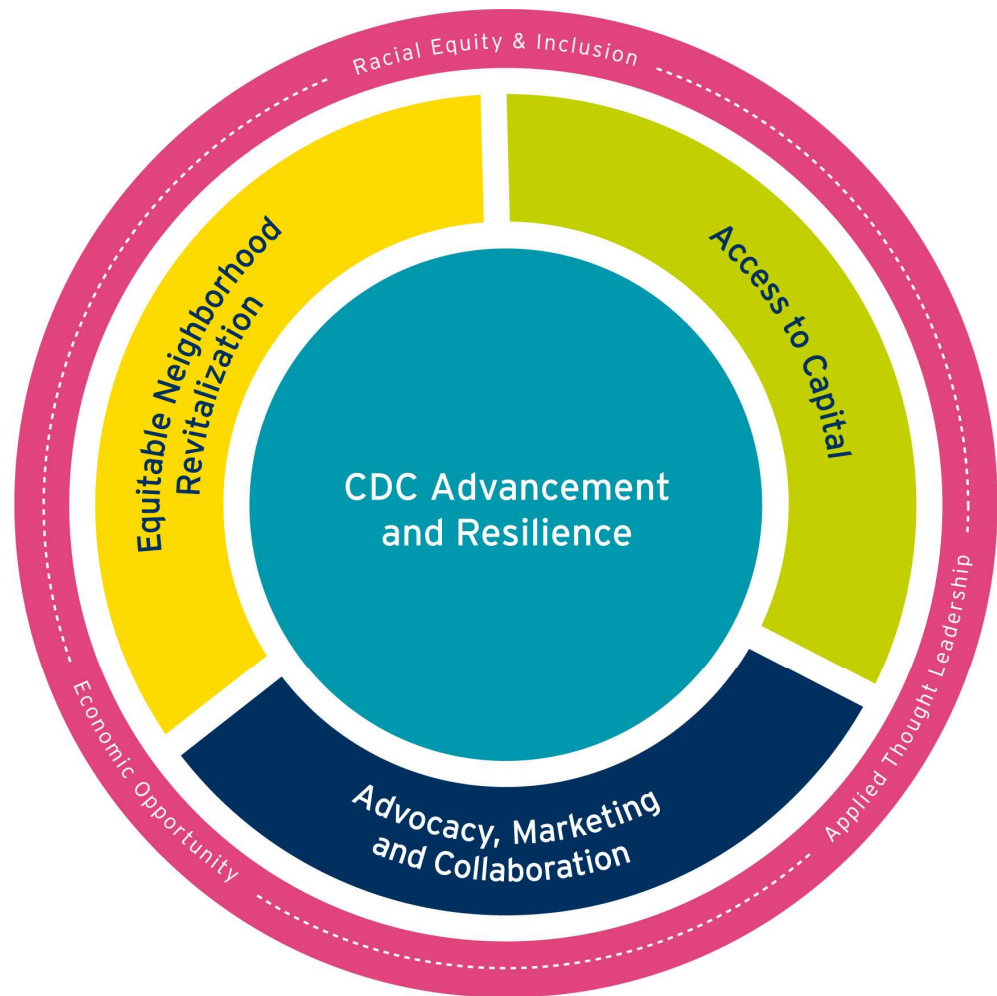 Racial Equity & Inclusion
Equitable Neighborhood
Revitalization
Access to Capital
CDC Advancement
and Resilience
Advocacy, Marketing
and Collaboration
Economic Opportunity
Applied Thought Leadership